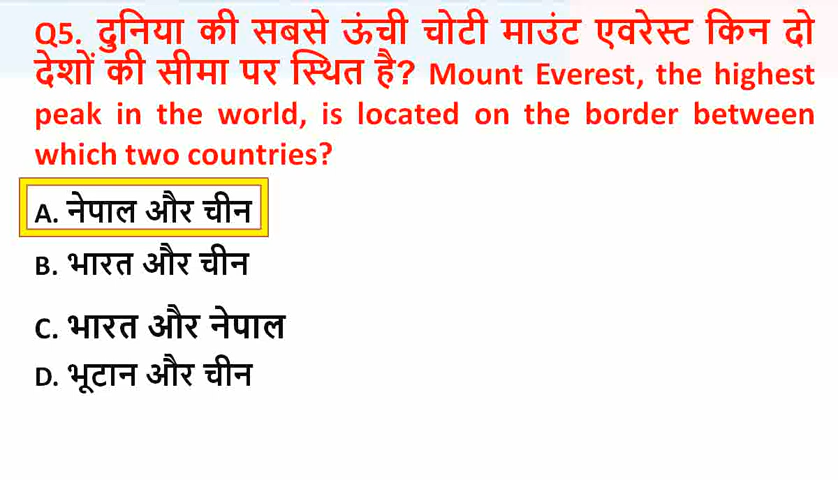 Q5. दुनिया की सबसे ऊंची चोटी माउंट एवरेस्ट किन दो
देशों की सीमा पर स्थित है? Mount Everest, the highest
peak in the world, is located on the border between
which two countries?
A. नेपाल और चीन
B. भारत और चीन
C. भारत और नेपाल
D. भूटान और चीन